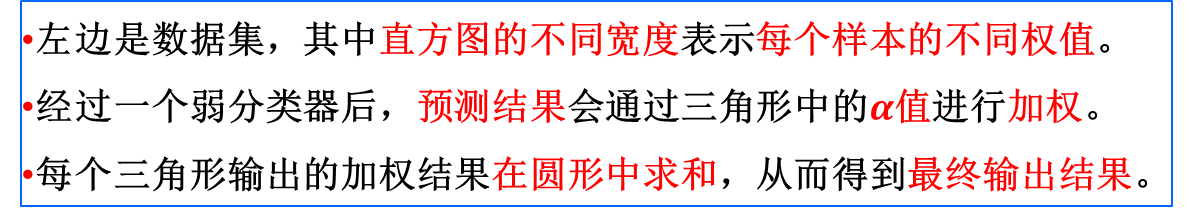 •左边是数据集，其中直方图的不同宽度表示每个样本的不同权值。
•经过一个弱分类器后，预测结果会通过三角形中的α值进行加权。
•每个三角形输出的加权结果在圆形中求和，从而得到最终输出结果。